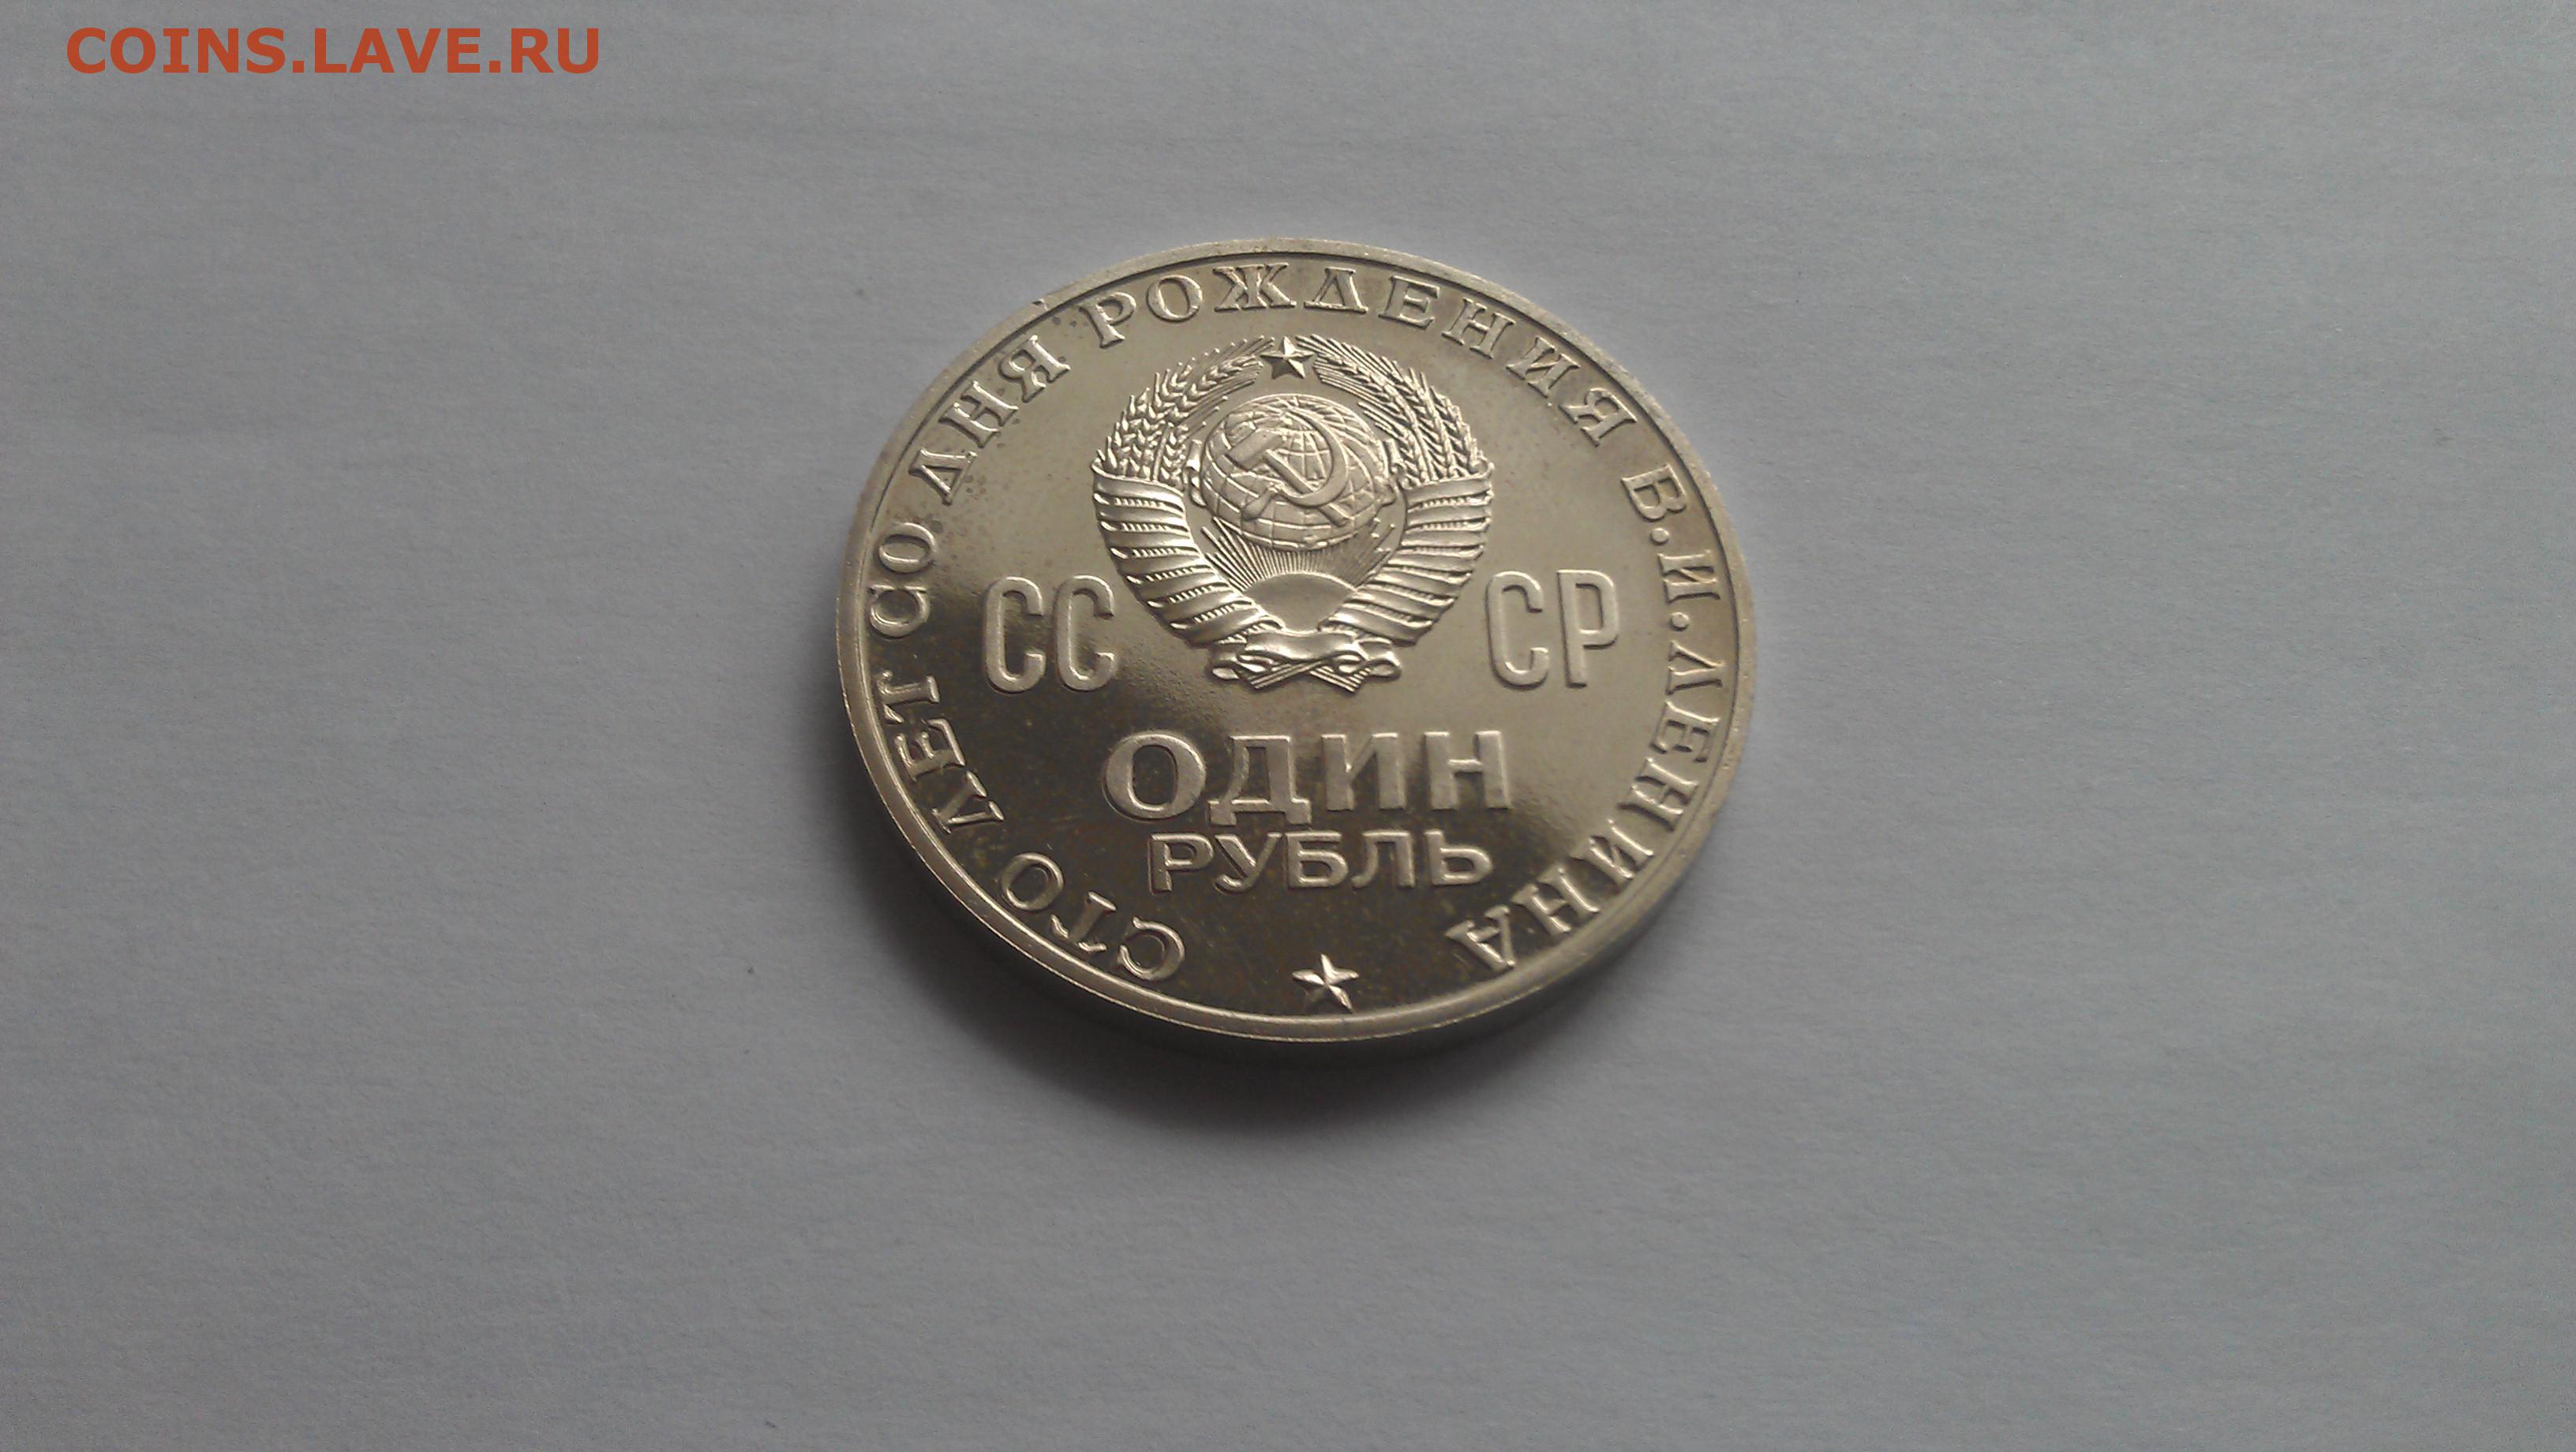 COINS.LAVE.RU
СТО ЛЕТ СО ДНЯ РОЖДЕНИЯ В.И.ЛЕНИНА
СС СР
ОДИН
РУБЛЬ